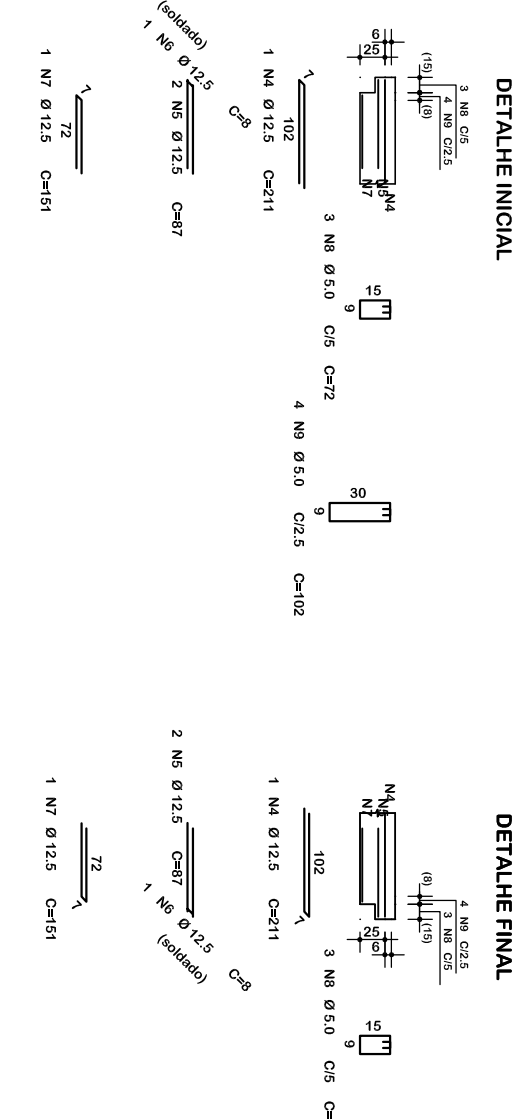 DETALHE INICIAL
6
25
(15)
(8)
3 N8 C/5
4 N9 C/2.5
N7
N5
N4
7
102
1 N4 Ø 12.5 C=211
(soldado)
1 N6 Ø 12.5 C=8
2 N5 Ø 12.5 C=87
7
72
1 N7 Ø 12.5 C=151
15
9
3 N8 Ø 5.0 C/5 C=72
30
9
4 N9 Ø 5.0 C/2.5 C=102
DETALHE FINAL
(8)
(15)
4 N9 C/2.5
3 N8 C/5
N4
N5
N7
25
6
102
7
1 N4 Ø 12.5 C=211
2 N5 Ø 12.5 C=87
1 N6 Ø 12.5 C=8
(soldado)
72
7
1 N7 Ø 12.5 C=151
15
9
3 N8 Ø 5.0 C/5 C=